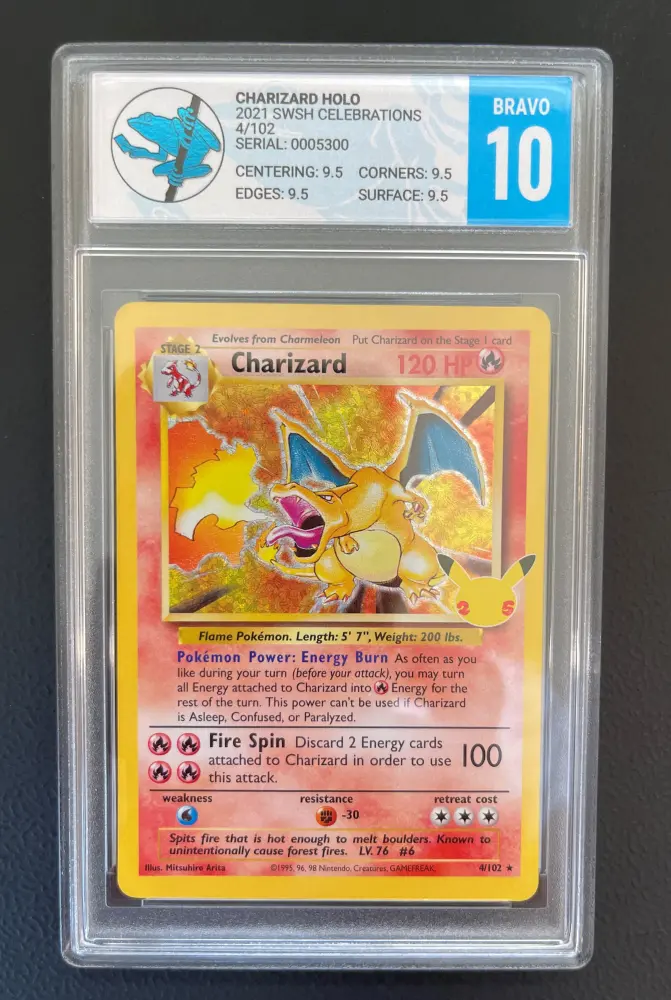 CHARIZARD HOLO
2021 SWSH CELEBRATIONS
4/102
SERIAL: 0005300
CENTERING: 9.5 CORNERS: 9.5
EDGES: 9.5 SURFACE: 9.5
BRAVO
10
Evolves from Charmeleon Put Charizard on the Stage 1 card
STAGE 2
Charizard 120 HP
25
Flame Pokémon. Length: 5' 7", Weight: 200 lbs.
Pokémon Power: Energy Burn As often as you
like during your turn (before your attack), you may turn
all Energy attached to Charizard into Energy for the
rest of the turn. This power can't be used if Charizard
is Asleep, Confused, or Paralyzed.
Fire Spin Discard 2 Energy cards
attached to Charizard in order to use
this attack.
100
weakness resistance retreat cost
-30
Spits fire that is hot enough to melt boulders. Known to
unintentionally cause forest fires. LV. 76 #6
Illus. Mitsuhiro Arita ©1995, 96, 98 Nintendo, Creatures, GAMEFREAK. 4/102 ★